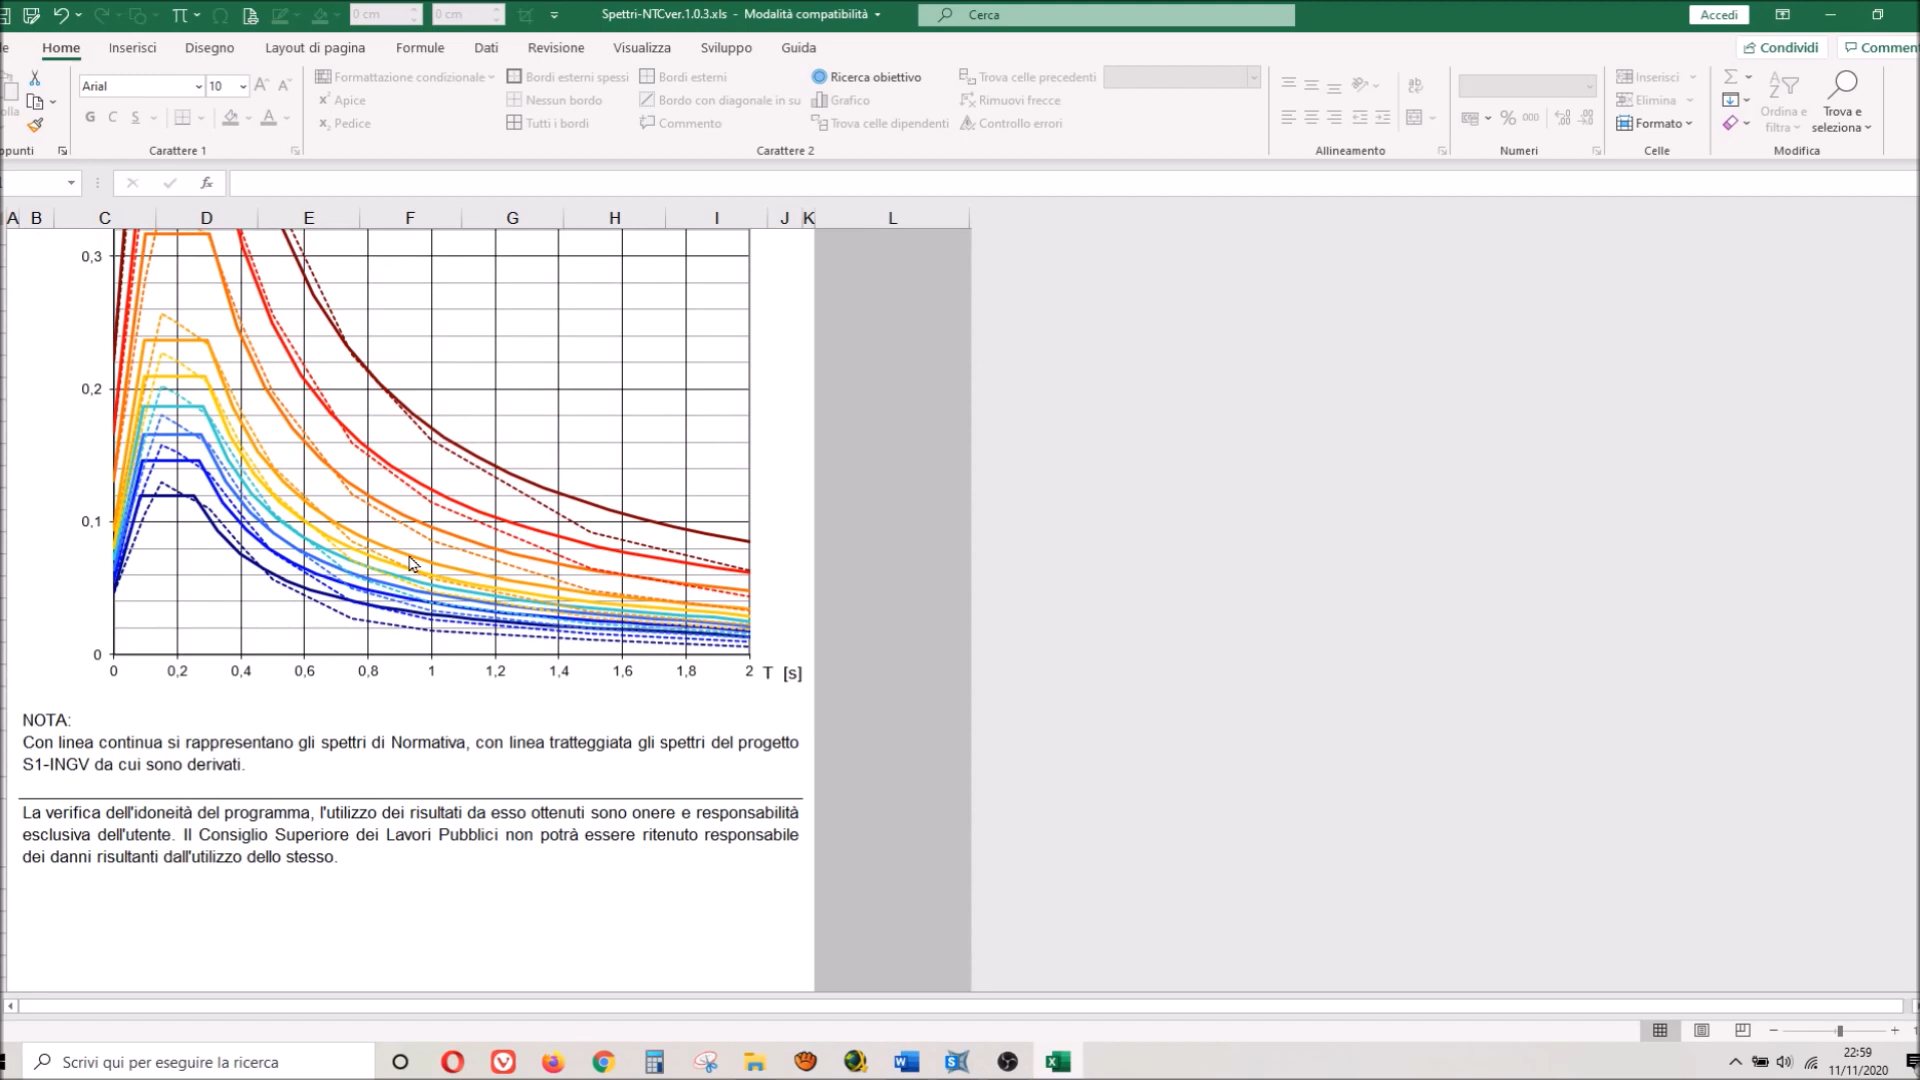 0 cm
0 cm
Spettri-NTCver.1.0.3.xls - Modalità compatibilità
Cerca
Accedi
Home
Inserisci
Disegno
Layout di pagina
Formule
Dati
Revisione
Visualizza
Sviluppo
Guida
Condividi
Commen
Arial
10
G C S
Carattere 1
Formattazione condizionale
Apice
Pedice
Bordi esterni spessi
Nessun bordo
Tutti i bordi
Bordi esterni
Bordo con diagonale in su
Commento
Ricerca obiettivo
Grafico
Trova celle dipendenti
Trova celle precedenti
Rimuovi frecce
Controllo errori
Carattere 2
Allineamento
% 000
Numeri
Inserisci
Elimina
Formato
Celle
Ordina e filtra
Trova e seleziona
Modifica
punti
fx
A B C D E F G H I J K L
0,3
0,2
0,1
0
0 0,2 0,4 0,6 0,8 1 1,2 1,4 1,6 1,8 2 T [s]
NOTA:
Con linea continua si rappresentano gli spettri di Normativa, con linea tratteggiata gli spettri del progetto
S1-INGV da cui sono derivati.
La verifica dell'idoneità del programma, l'utilizzo dei risultati da esso ottenuti sono onere e responsabilità
esclusiva dell'utente. Il Consiglio Superiore dei Lavori Pubblici non potrà essere ritenuto responsabile
dei danni risultanti dall'utilizzo dello stesso.
Scrivi qui per eseguire la ricerca
22:59
11/11/2020